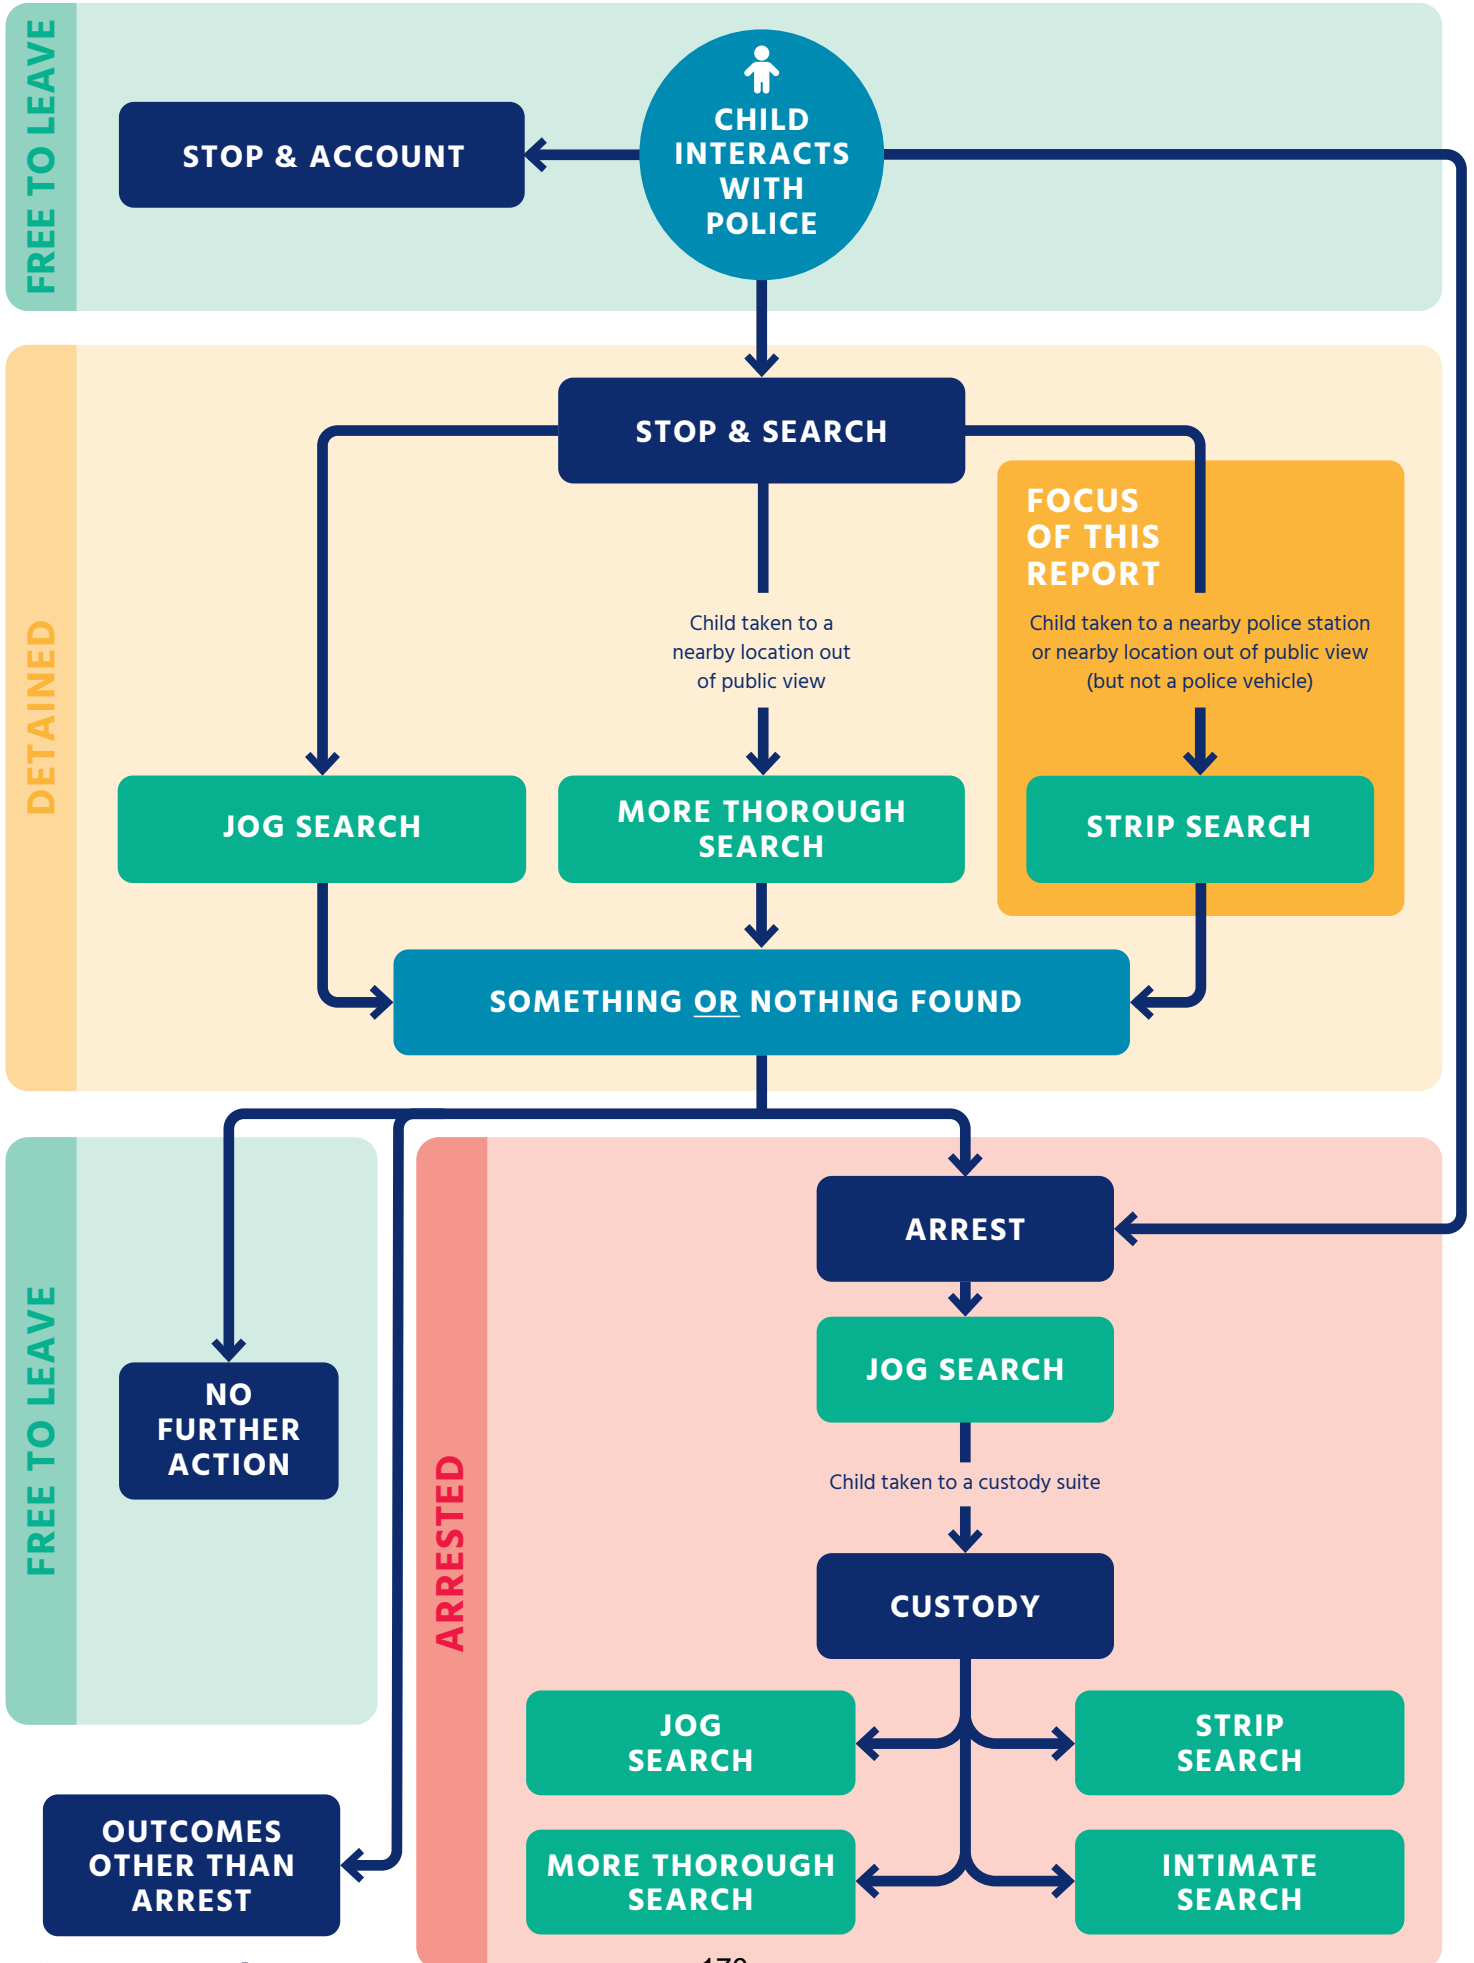 FREE TO LEAVE
CHILD
INTERACTS
WITH
POLICE
STOP & ACCOUNT
DETAINED
STOP & SEARCH
FOCUS
OF THIS
REPORT
Child taken to a
nearby location out
of public view
Child taken to a nearby police station
or nearby location out of public view
(but not a police vehicle)
JOG SEARCH
MORE THOROUGH
SEARCH
STRIP SEARCH
SOMETHING OR NOTHING FOUND
FREE TO LEAVE
NO
FURTHER
ACTION
OUTCOMES
OTHER THAN
ARREST
ARRESTED
ARREST
JOG SEARCH
Child taken to a custody suite
CUSTODY
JOG
SEARCH
STRIP
SEARCH
MORE THOROUGH
SEARCH
INTIMATE
SEARCH